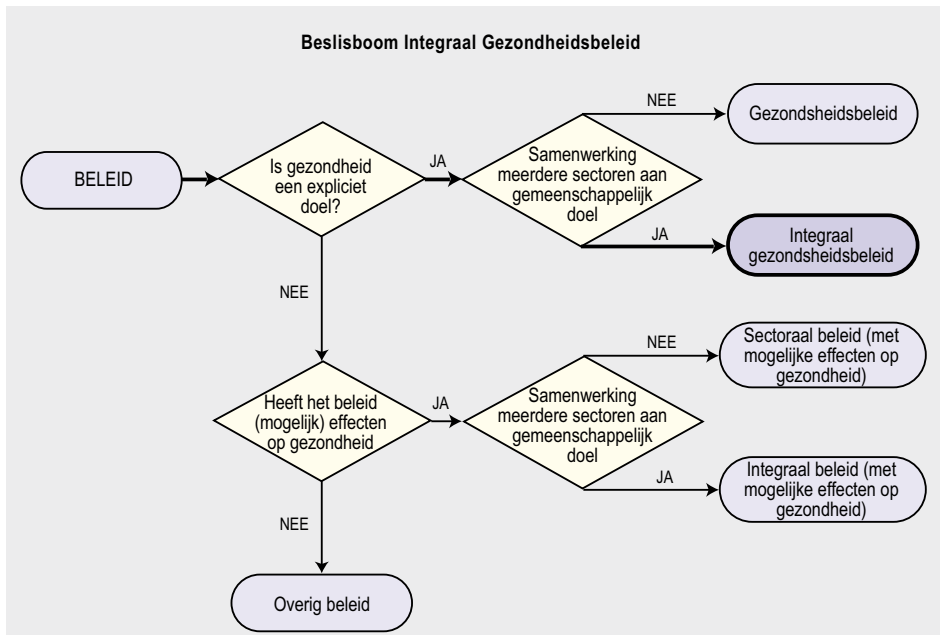 Beslisboom Integraal Gezondheidsbeleid
BELEID
Is gezondheid
een expliciet
doel?
JA
Samenwerking
meerdere sectoren aan
gemeenschappelijk
doel
NEE
Gezondsheidsbeleid
JA
Integraal
gezondsheidsbeleid
NEE
Heeft het beleid
(mogelijk) effecten
op gezondheid
JA
Samenwerking
meerdere sectoren aan
gemeenschappelijk
doel
NEE
Sectoraal beleid (met
mogelijke effecten op
gezondheid)
JA
Integraal beleid (met
mogelijke effecten op
gezondheid)
NEE
Overig beleid